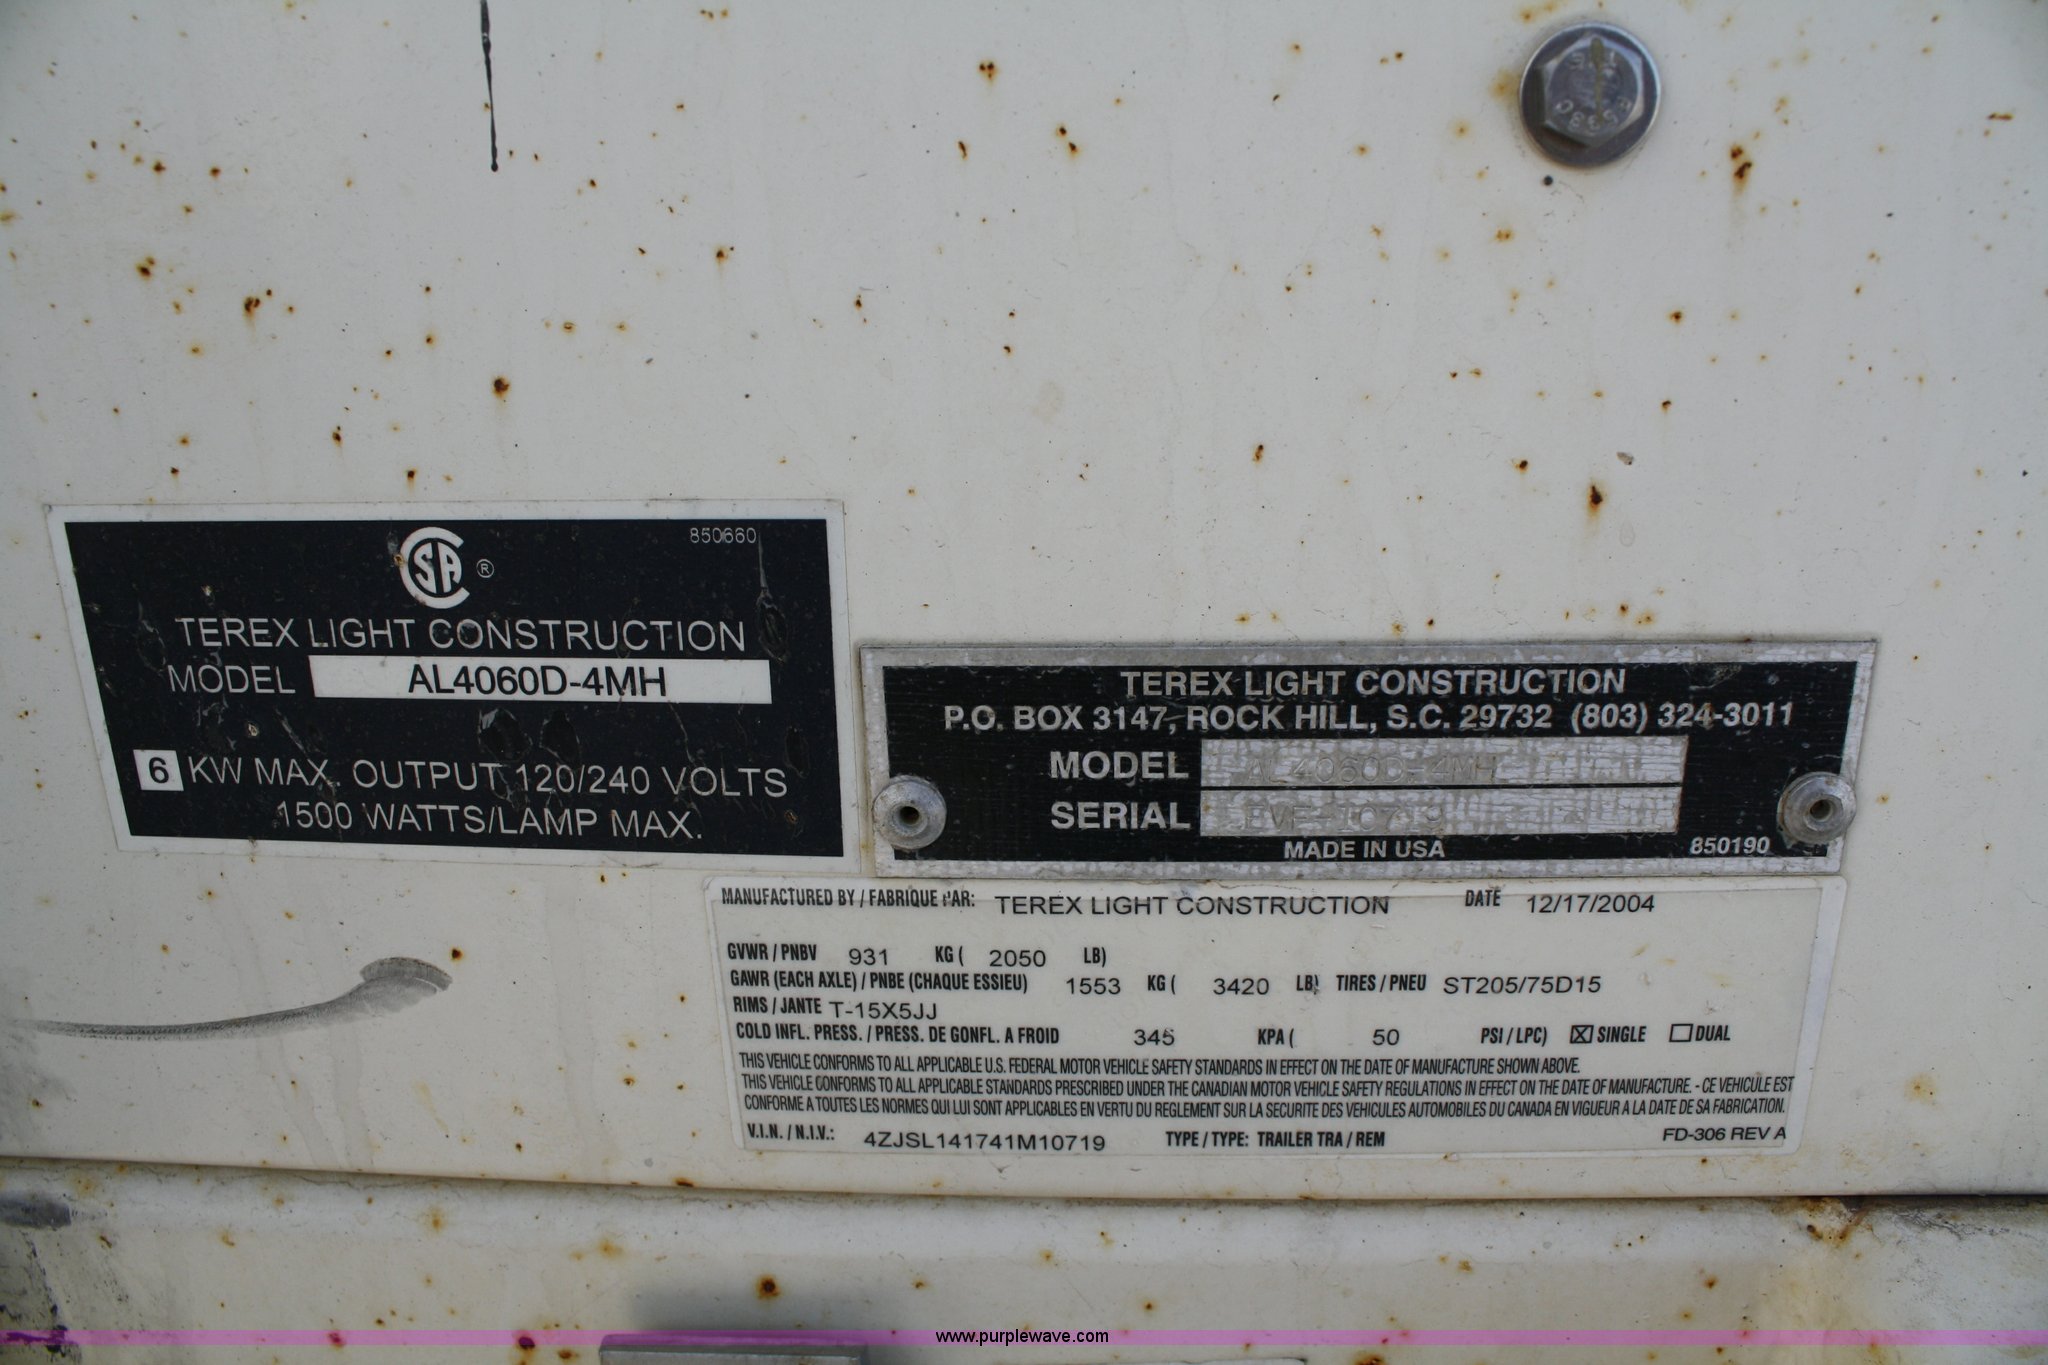 B533C
850660
CSA ®
TEREX LIGHT CONSTRUCTION
MODEL AL4060D-4MH
6 KW MAX. OUTPUT 120/240 VOLTS
1500 WATTS/LAMP MAX.
TEREX LIGHT CONSTRUCTION
P.O. BOX 3147, ROCK HILL, S.C. 29732 (803) 324-3011
MODEL AL4060D-4MH
SERIAL
MADE IN USA 850190
MANUFACTURED BY / FABRIQUE PAR: TEREX LIGHT CONSTRUCTION DATE 12/17/2004
GVWR / PNBV 931 KG ( 2050 LB)
GAWR (EACH AXLE) / PNBE (CHAQUE ESSIEU) 1553 KG ( 3420 LB) TIRES / PNEU ST205/75D15
RIMS / JANTE T-15X5JJ
COLD INFL. PRESS. / PRESS. DE GONFL. A FROID 345 KPA ( 50 PSI / LPC) ☒ SINGLE ☐ DUAL
THIS VEHICLE CONFORMS TO ALL APPLICABLE U.S. FEDERAL MOTOR VEHICLE SAFETY STANDARDS IN EFFECT ON THE DATE OF MANUFACTURE SHOWN ABOVE.
THIS VEHICLE CONFORMS TO ALL APPLICABLE STANDARDS PRESCRIBED UNDER THE CANADIAN MOTOR VEHICLE SAFETY REGULATIONS IN EFFECT ON THE DATE OF MANUFACTURE. - CE VEHICULE EST
CONFORME A TOUTES LES NORMES QUI LUI SONT APPLICABLES EN VERTU DU REGLEMENT SUR LA SECURITE DES VEHICULES AUTOMOBILES DU CANADA EN VIGUEUR A LA DATE DE SA FABRICATION.
V.I.N. / N.I.V.: 4ZJSL141741M10719 TYPE / TYPE: TRAILER TRA / REM FD-306 REV A
www.purplewave.com